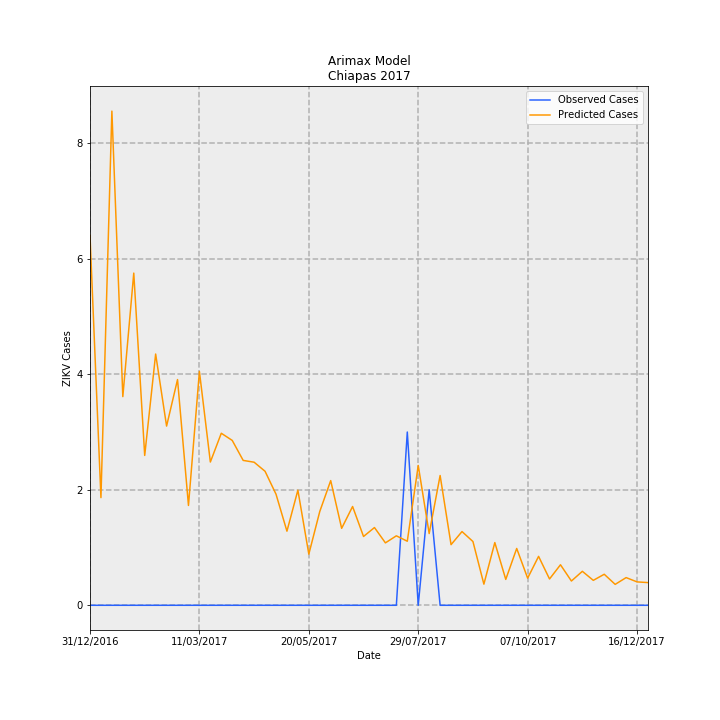 Arimax Model
Chiapas 2017
Observed Cases
Predicted Cases
8
6
4
2
0
ZIKV Cases
31/12/2016 11/03/2017 20/05/2017 29/07/2017 07/10/2017 16/12/2017
Date